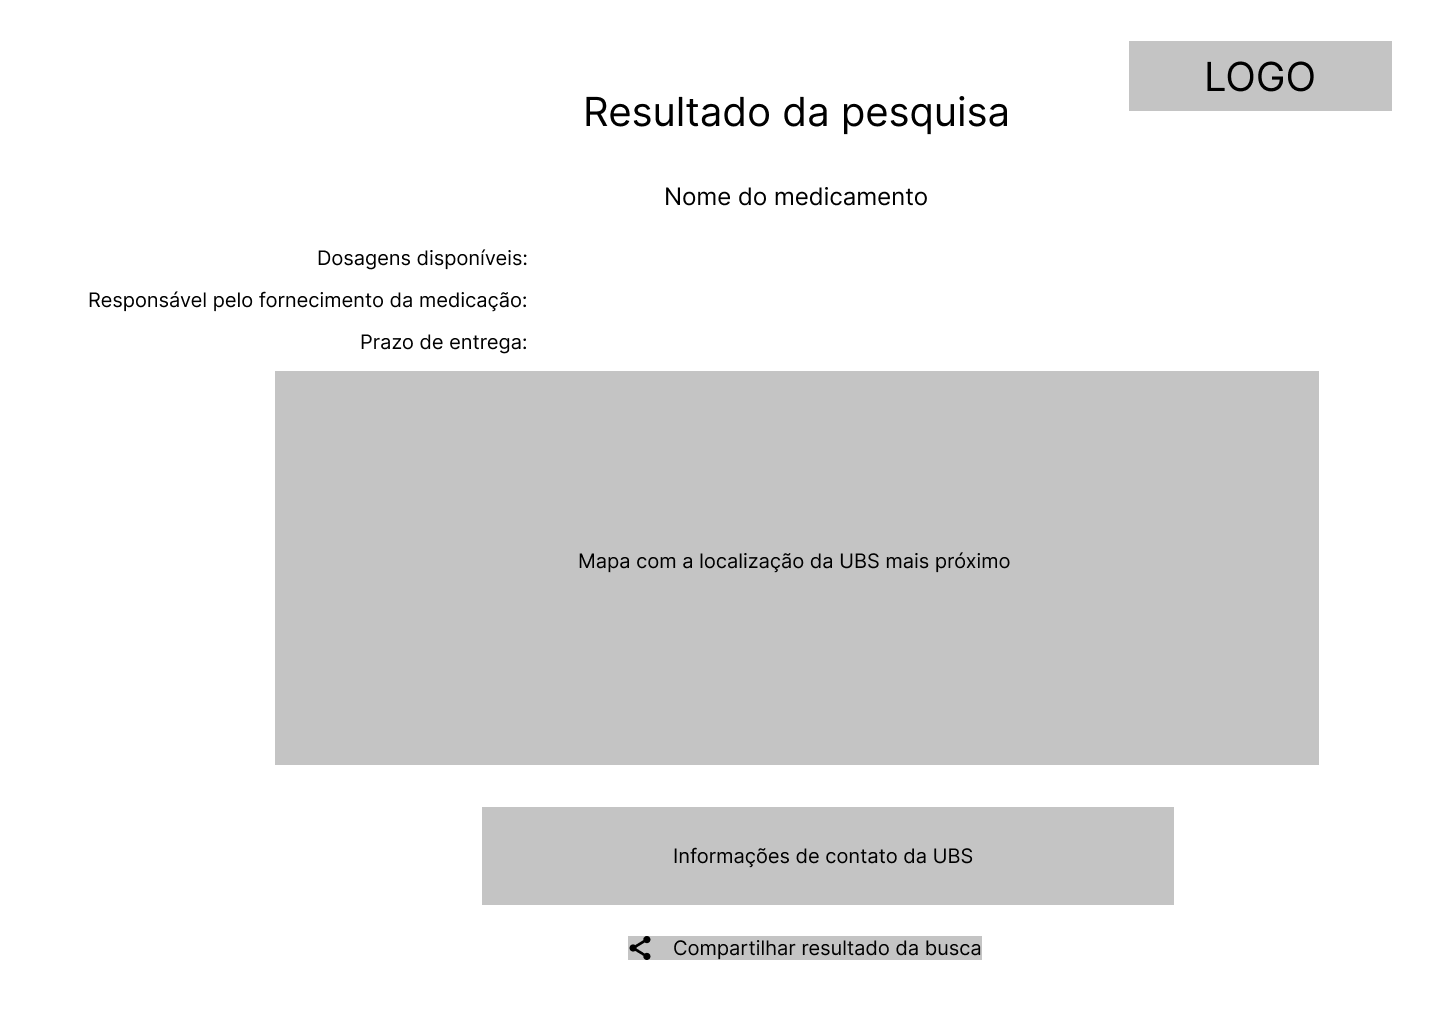 LOGO
Resultado da pesquisa
Nome do medicamento
Dosagens disponíveis:
Responsável pelo fornecimento da medicação:
Prazo de entrega:
Mapa com a localização da UBS mais próximo
Informações de contato da UBS
Compartilhar resultado da busca